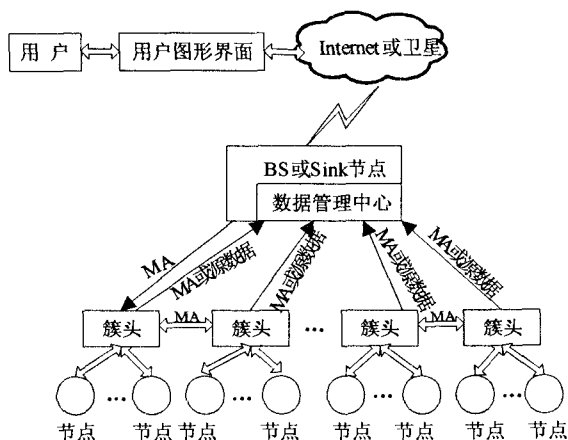 用 户
用户图形界面
Internet或卫星
BS或Sink节点
数据管理中心
MA
MA或源数据
MA或源数据
MA或源数据
MA或源数据
簇头
MA
簇头
...
簇头
MA
簇头
... ... ... ...
节点 节点 节点 节点 节点 节点 节点 节点